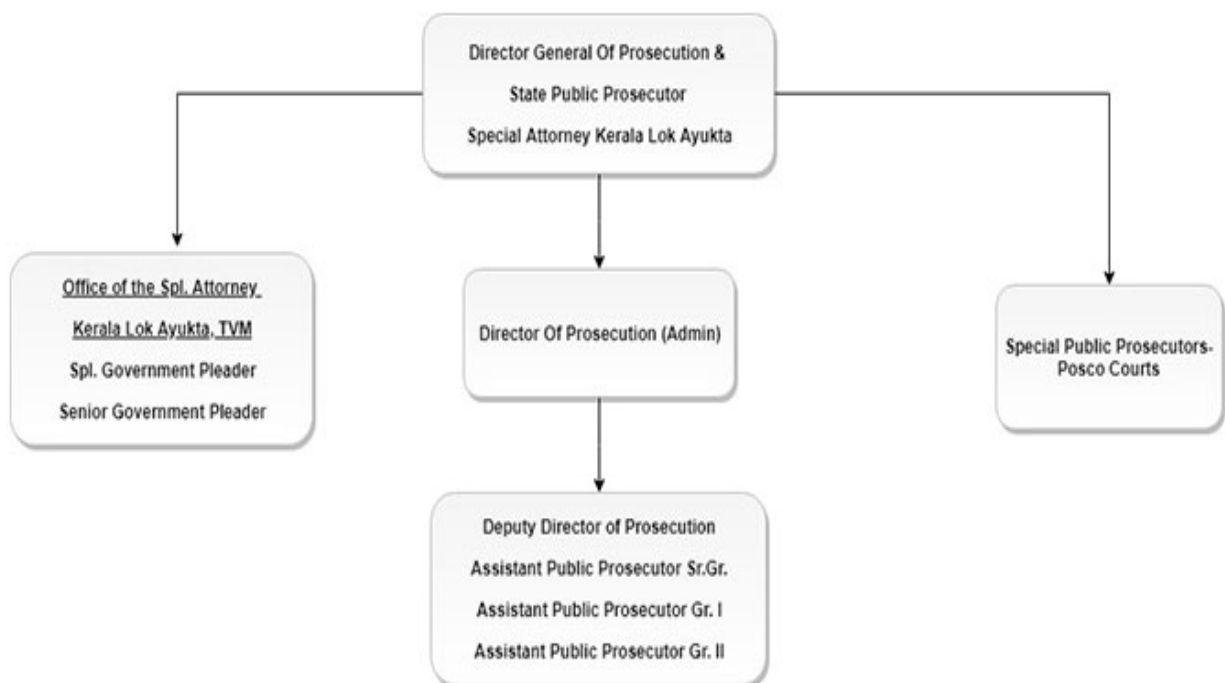 Director General Of Prosecution &
State Public Prosecutor
Special Attorney Kerala Lok Ayukta
Office of the Spl. Attorney
Kerala Lok Ayukta, TVM
Spl. Government Pleader
Senior Government Pleader
Director Of Prosecution (Admin)
Special Public Prosecutors-
Posco Courts
Deputy Director of Prosecution
Assistant Public Prosecutor Sr.Gr.
Assistant Public Prosecutor Gr. I
Assistant Public Prosecutor Gr. II